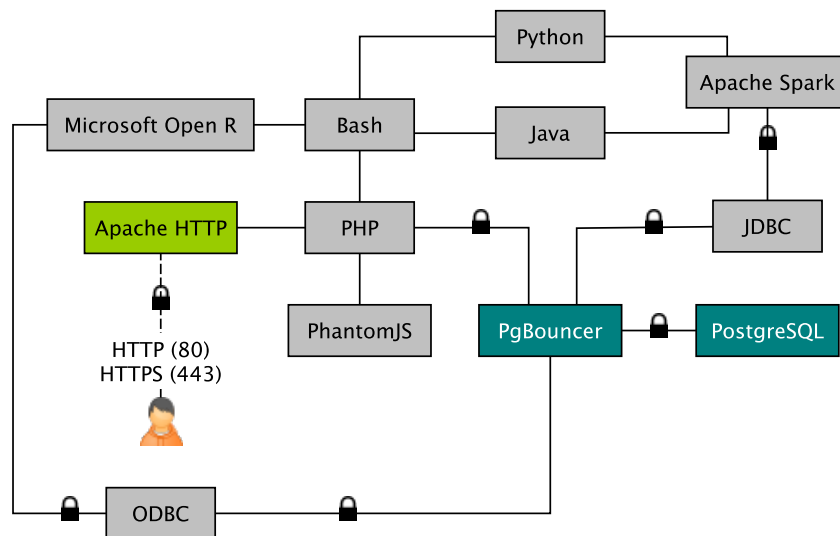 Python
Apache Spark
Microsoft Open R
Bash
Java
Apache HTTP
PHP
JDBC
PhantomJS
PgBouncer
PostgreSQL
HTTP (80)
HTTPS (443)
ODBC